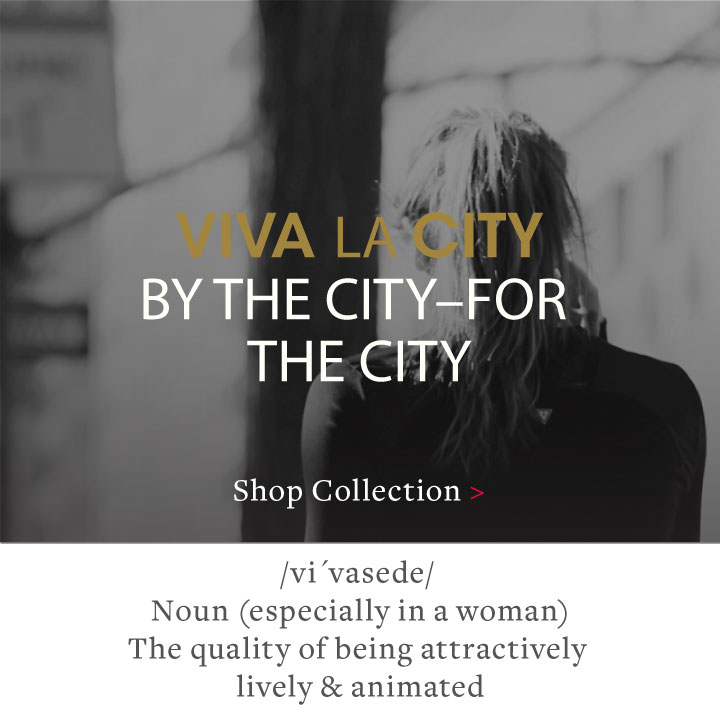 VIVA LA CITY
BY THE CITY–FOR
THE CITY
Shop Collection >
/vi´vasede/
Noun (especially in a woman)
The quality of being attractively
lively & animated